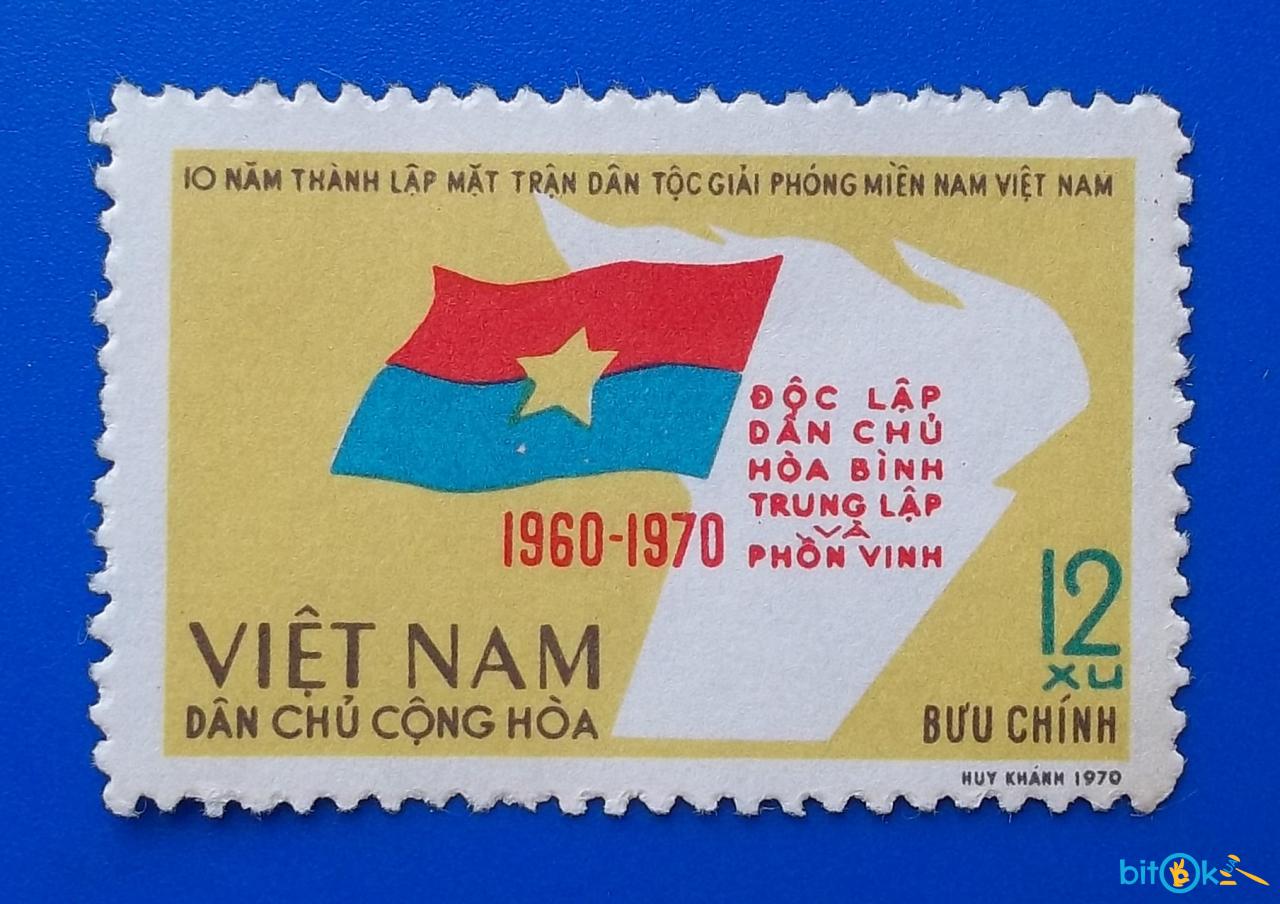 10 NĂM THÀNH LẬP MẶT TRẬN DÂN TỘC GIẢI PHÓNG MIỀN NAM VIỆT NAM
ĐỘC LẬP
DÂN CHỦ
HÒA BÌNH
TRUNG LẬP
VÀ
PHỒN VINH
1960-1970
VIỆT NAM
DÂN CHỦ CỘNG HÒA
12
XU
BƯU CHÍNH
HUY KHÁNH 1970
bitOk UA